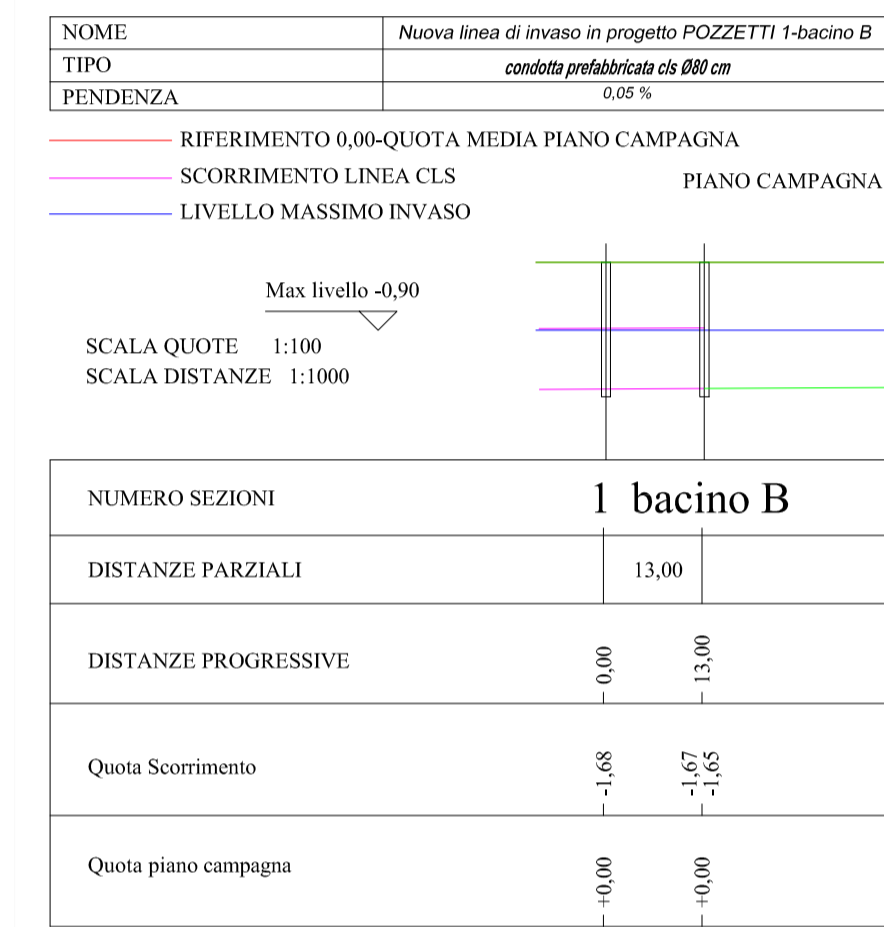 NOME Nuova linea di invaso in progetto POZZETTI 1-bacino B
TIPO condotta prefabbricata cls Ø80 cm
PENDENZA 0,05 %
RIFERIMENTO 0,00-QUOTA MEDIA PIANO CAMPAGNA
SCORRIMENTO LINEA CLS
PIANO CAMPAGNA
LIVELLO MASSIMO INVASO
Max livello -0,90
SCALA QUOTE 1:100
SCALA DISTANZE 1:1000
NUMERO SEZIONI 1 bacino B
DISTANZE PARZIALI 13,00
DISTANZE PROGRESSIVE 0,00 13,00
Quota Scorrimento -1,68 -1,67 -1,65
Quota piano campagna +0,00 +0,00